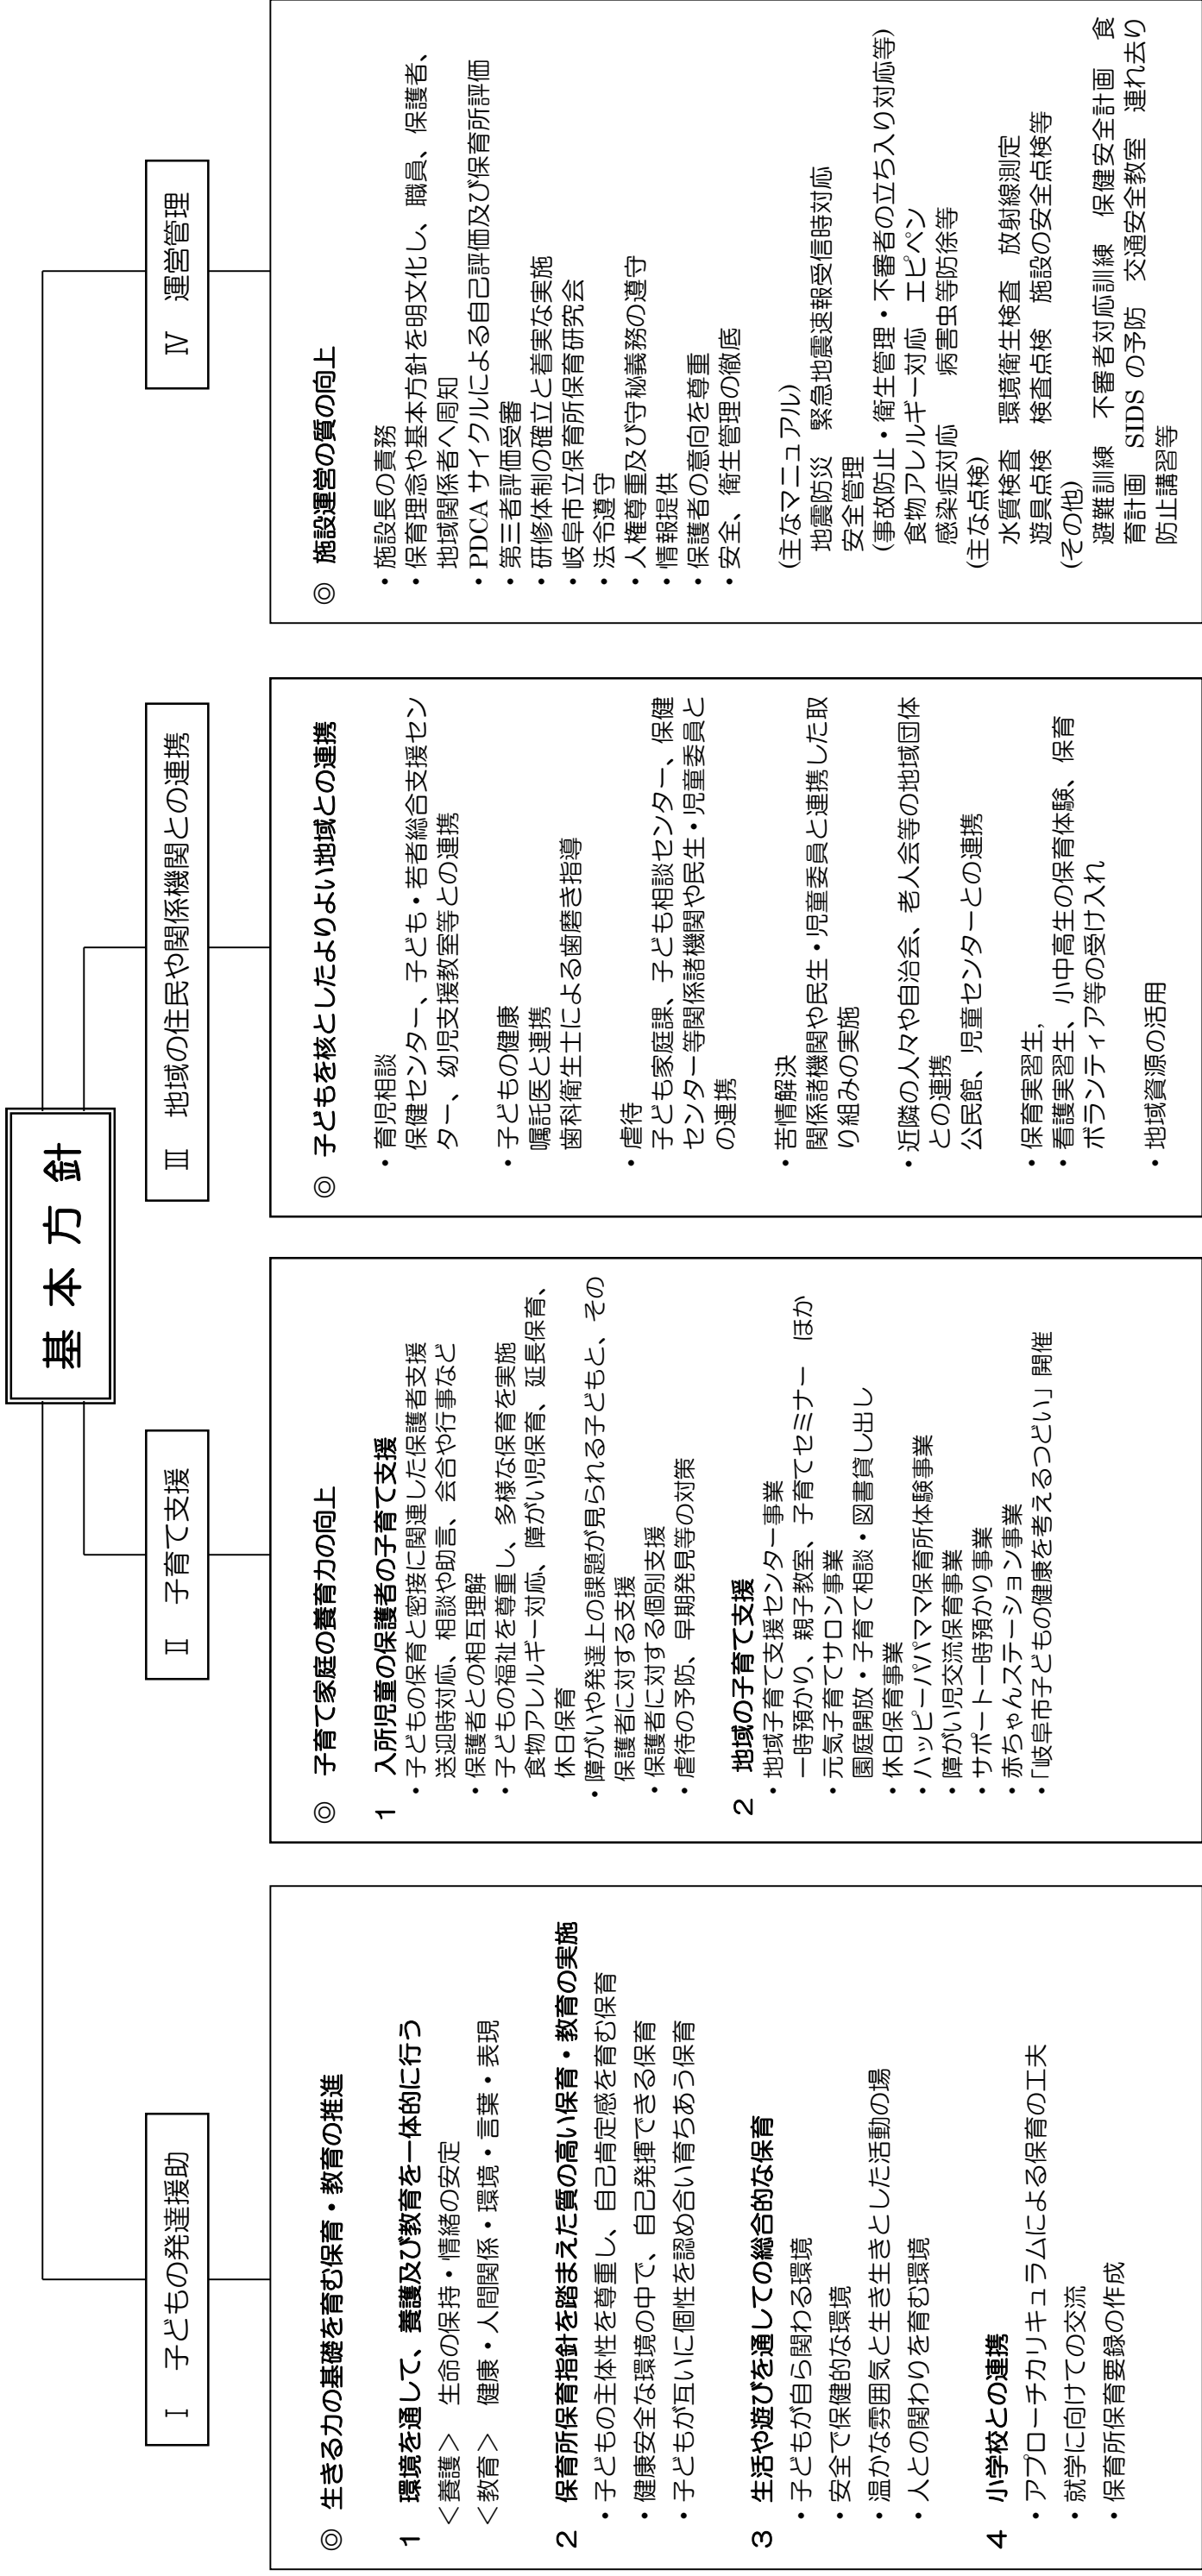 基本方針
Ⅰ　子どもの発達援助
◎　生きる力の基礎を育む保育・教育の推進
1　環境を通して、養護及び教育を一体的に行う
＜養護＞　生命の保持・情緒の安定
＜教育＞　健康・人間関係・環境・言葉・表現
2　保育所保育指針を踏まえた質の高い保育・教育の実施
・子どもの主体性を尊重し、自己肯定感を育む保育
・健康安全な環境の中で、自己発揮できる保育
・子どもが互いに個性を認め合い育ちあう保育
3　生活や遊びを通しての総合的な保育
・子どもが自ら関わる環境
・安全で保健的な環境
・温かな雰囲気と生き生きとした活動の場
・人との関わりを育む環境
4　小学校との連携
・アプローチカリキュラムによる保育の工夫
・就学に向けての交流
・保育所保育要録の作成
Ⅱ　子育て支援
◎　子育て家庭の養育力の向上
1　入所児童の保護者の子育て支援
・子どもの保育と密接に関連した保護者支援
送迎時対応、相談や助言、会合や行事など
・保護者との相互理解
・子どもの福祉を尊重し、多様な保育を実施
食物アレルギー対応、障がい児保育、延長保育、
休日保育
・障がいや発達上の課題が見られる子どもと、その
保護者に対する支援
・保護者に対する個別支援
・虐待の予防、早期発見等の対策
2　地域の子育て支援
・地域子育て支援センター事業
一時預かり、親子教室、子育てセミナー　ほか
・元気子育てサロン事業
園庭開放・子育て相談・図書貸し出し
・休日保育事業
・ハッピーパパママ保育所体験事業
・障がい児交流保育事業
・サポート一時預かり事業
・赤ちゃんステーション事業
・「岐阜市子どもの健康を考えるつどい」開催
Ⅲ　地域の住民や関係機関との連携
◎　子どもを核としたよりよい地域との連携
・育児相談
保健センター、子ども・若者総合支援セン
ター、幼児支援教室等との連携
・子どもの健康
嘱託医と連携
歯科衛生士による歯磨き指導
・虐待
子ども家庭課、子ども相談センター、保健
センター等関係諸機関や民生・児童委員と
の連携
・苦情解決
関係諸機関や民生・児童委員と連携した取
り組みの実施
・近隣の人々や自治会、老人会等の地域団体
との連携
公民館、児童センターとの連携
・保育実習生,
・看護実習生、小中高生の保育体験、保育
ボランティア等の受け入れ
・地域資源の活用
Ⅳ　運営管理
◎　施設運営の質の向上
・施設長の責務
・保育理念や基本方針を明文化し、職員、保護者、
地域関係者へ周知
・PDCA サイクルによる自己評価及び保育所評価
・第三者評価受審
・研修体制の確立と着実な実施
・岐阜市立保育所保育研究会
・法令遵守
・人権尊重及び守秘義務の遵守
・情報提供
・保護者の意向を尊重
・安全、衛生管理の徹底
(主なマニュアル)
地震防災　緊急地震速報受信時対応
安全管理
(事故防止・衛生管理・不審者の立ち入り対応等)
食物アレルギー対応　エピペン
感染症対応　病害虫等防徐等
(主な点検)
水質検査　環境衛生検査　放射線測定
遊具点検　検査点検　施設の安全点検等
(その他)
避難訓練　不審者対応訓練　保健安全計画　食
育計画　SIDS の予防　交通安全教室　連れ去り
防止講習等